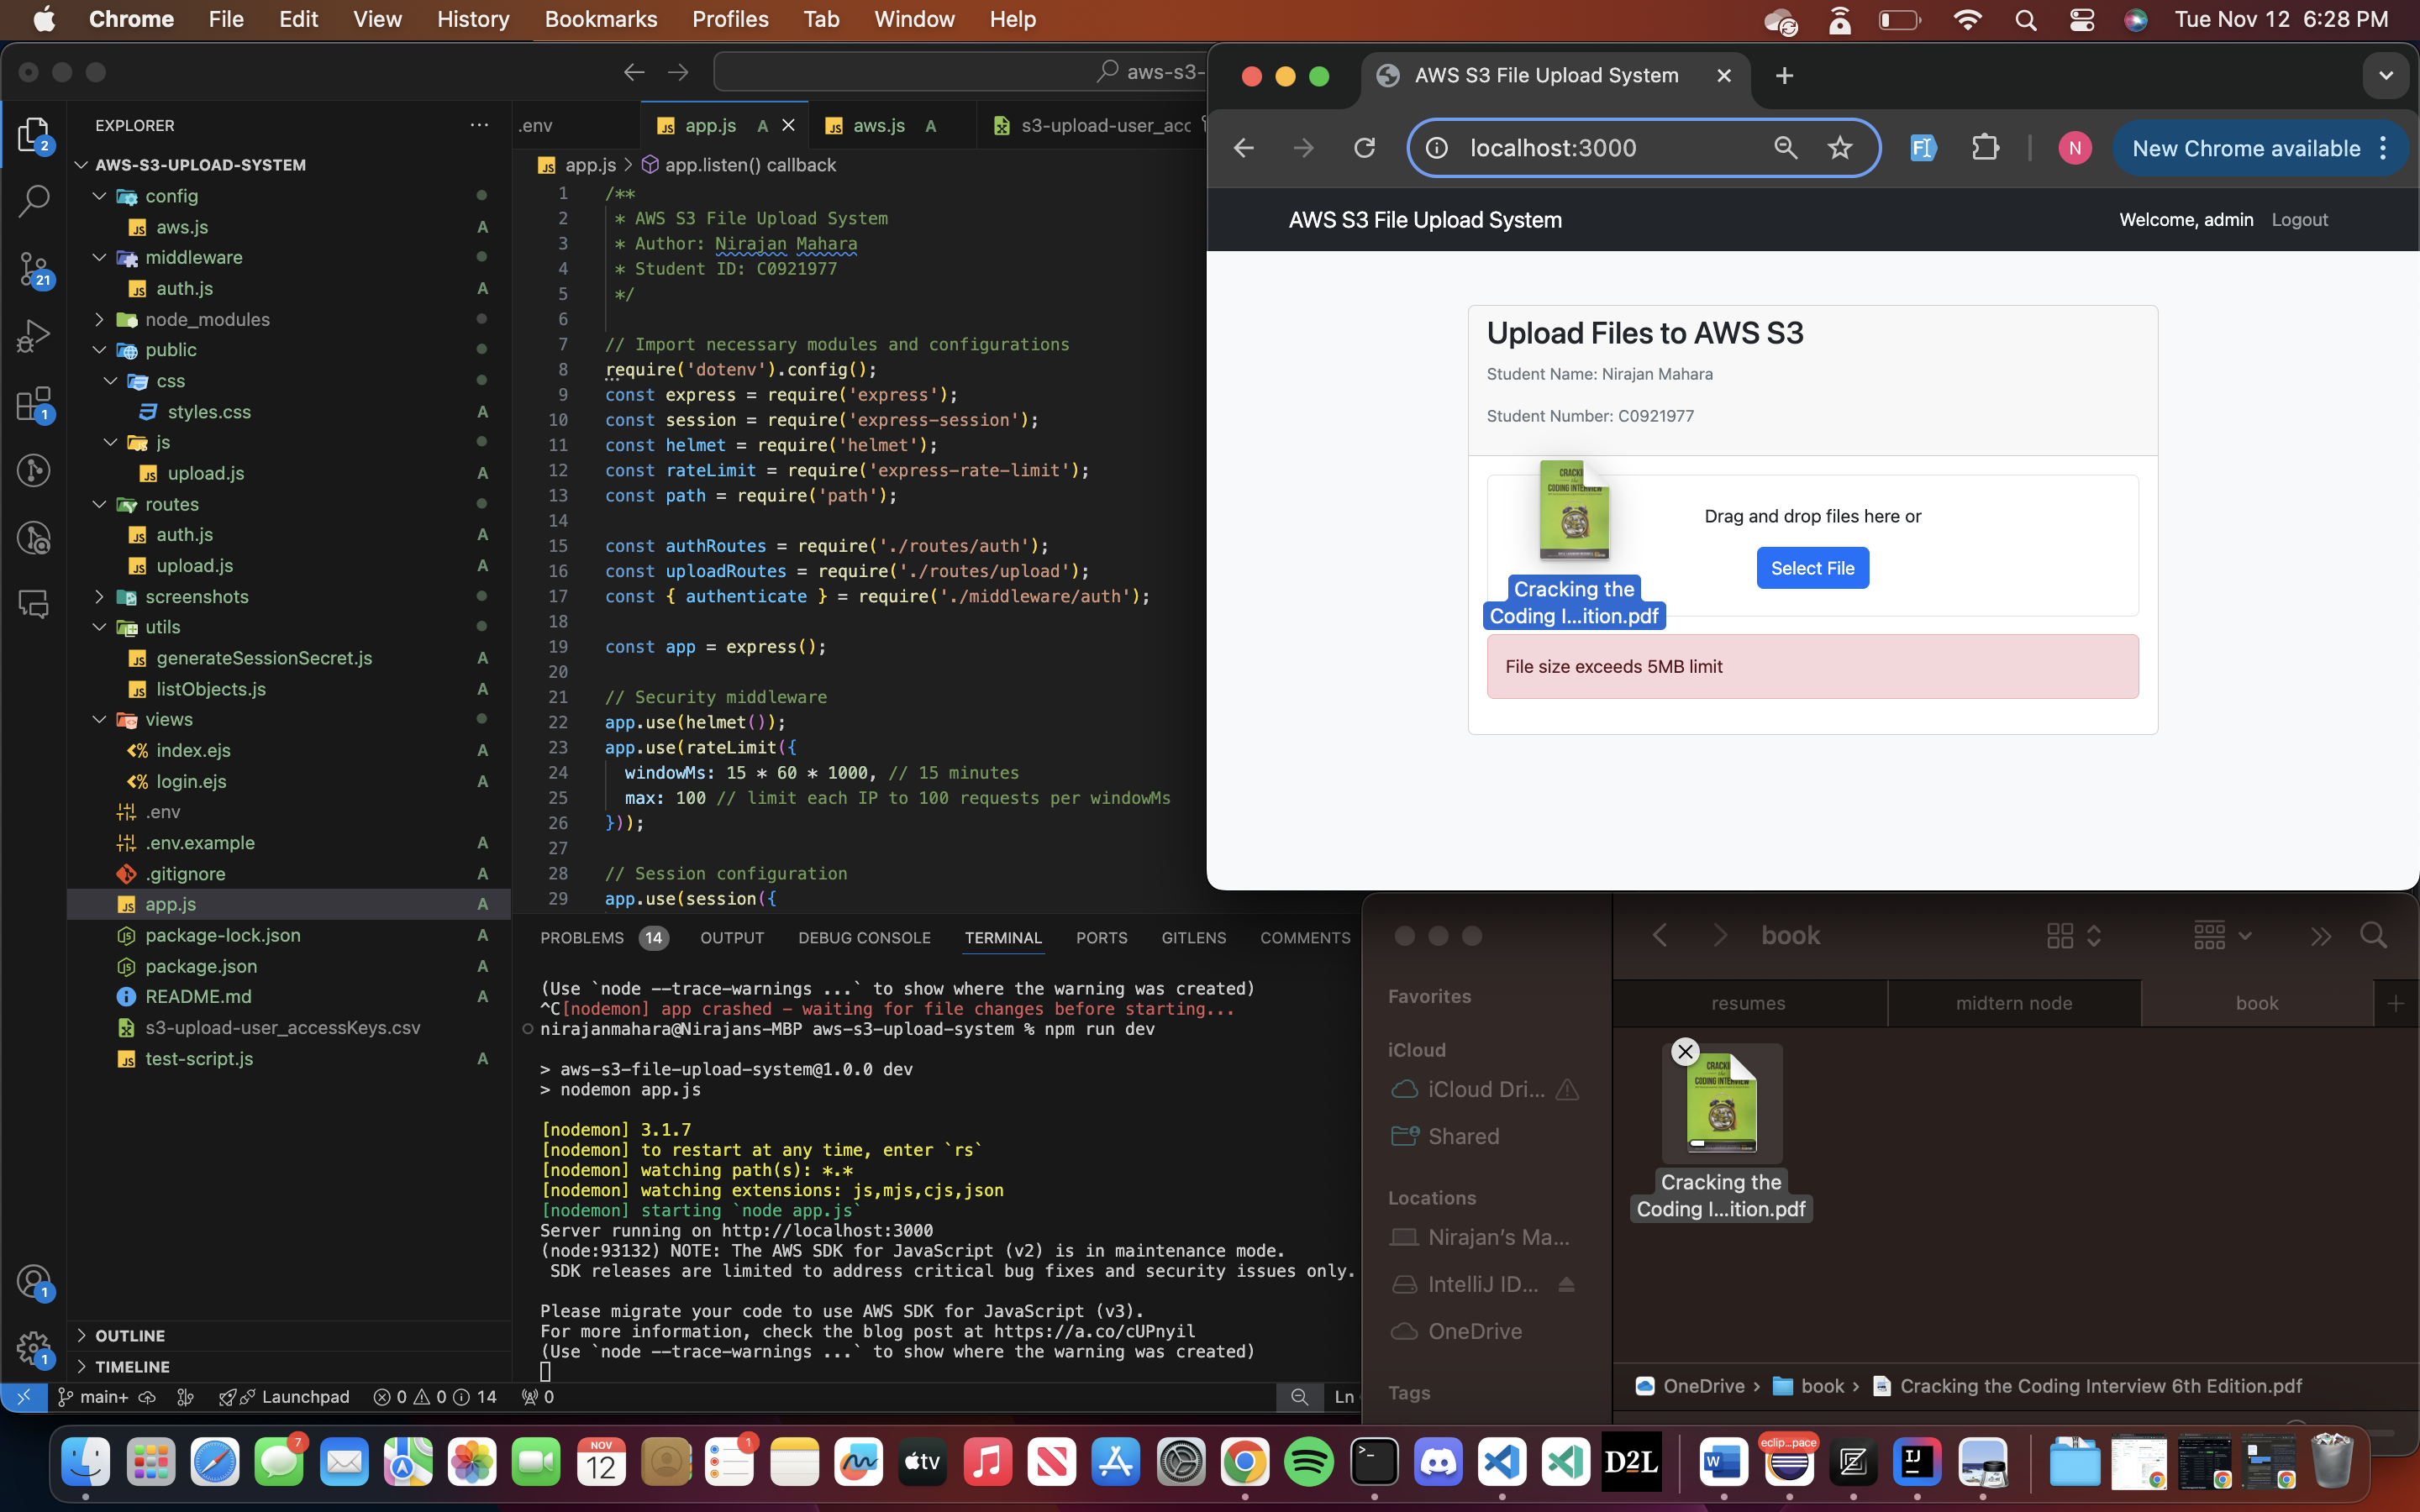 Chrome File Edit View History Bookmarks Profiles Tab Window Help
Tue Nov 12 6:28 PM
aws-s3-
EXPLORER
2
21
1
1
1
AWS-S3-UPLOAD-SYSTEM
config
aws.js A
middleware
auth.js A
node_modules
public
css
styles.css A
js
upload.js A
routes
auth.js A
upload.js A
screenshots
utils
generateSessionSecret.js A
listObjects.js A
views
index.ejs A
login.ejs A
.env
.env.example A
.gitignore A
app.js A
package-lock.json A
package.json A
README.md A
s3-upload-user_accessKeys.csv
test-script.js A
OUTLINE
TIMELINE
.env
app.js A
aws.js A
s3-upload-user_acc
app.js > app.listen() callback
1 /**
2 * AWS S3 File Upload System
3 * Author: Nirajan Mahara
4 * Student ID: C0921977
5 */
6
7 // Import necessary modules and configurations
8 require('dotenv').config();
9 const express = require('express');
10 const session = require('express-session');
11 const helmet = require('helmet');
12 const rateLimit = require('express-rate-limit');
13 const path = require('path');
14
15 const authRoutes = require('./routes/auth');
16 const uploadRoutes = require('./routes/upload');
17 const { authenticate } = require('./middleware/auth');
18
19 const app = express();
20
21 // Security middleware
22 app.use(helmet());
23 app.use(rateLimit({
24 windowMs: 15 * 60 * 1000, // 15 minutes
25 max: 100 // limit each IP to 100 requests per windowMs
26 }));
27
28 // Session configuration
29 app.use(session({
PROBLEMS 14 OUTPUT DEBUG CONSOLE TERMINAL PORTS GITLENS COMMENTS
(Use `node --trace-warnings ...` to show where the warning was created)
^C[nodemon] app crashed - waiting for file changes before starting...
nirajanmahara@Nirajans-MBP aws-s3-upload-system % npm run dev
> aws-s3-file-upload-system@1.0.0 dev
> nodemon app.js
[nodemon] 3.1.7
[nodemon] to restart at any time, enter `rs`
[nodemon] watching path(s): *.*
[nodemon] watching extensions: js,mjs,cjs,json
[nodemon] starting `node app.js`
Server running on http://localhost:3000
(node:93132) NOTE: The AWS SDK for JavaScript (v2) is in maintenance mode.
SDK releases are limited to address critical bug fixes and security issues only.
Please migrate your code to use AWS SDK for JavaScript (v3).
For more information, check the blog post at https://a.co/cUPnyil
(Use `node --trace-warnings ...` to show where the warning was created)
main+ Launchpad 0 0 14 0 Ln
AWS S3 File Upload System
localhost:3000
N
New Chrome available
AWS S3 File Upload System
Welcome, admin Logout
Upload Files to AWS S3
Student Name: Nirajan Mahara
Student Number: C0921977
CODING INTERVIEW
Drag and drop files here or
Select File
Cracking the
Coding I...ition.pdf
File size exceeds 5MB limit
book
resumes midtern node book
Favorites
iCloud
iCloud Dri...
Shared
Locations
Nirajan's Ma...
IntelliJ ID...
OneDrive
Tags
CRACKING
the
CODING INTERVIEW
Cracking the
Coding I...ition.pdf
OneDrive > book > Cracking the Coding Interview 6th Edition.pdf
7
NOV
12
1
tv
D2L
W
eclip...pace
IJ